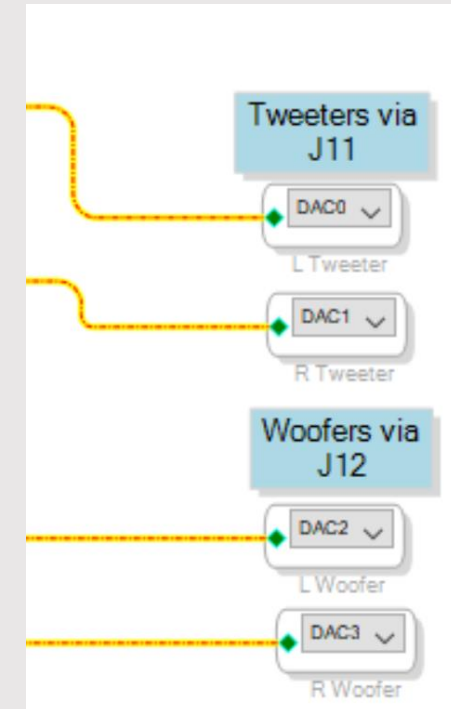 Tweeters via
J11
DAC0
L Tweeter
DAC1
R Tweeter
Woofers via
J12
DAC2
L Woofer
DAC3
R Woofer